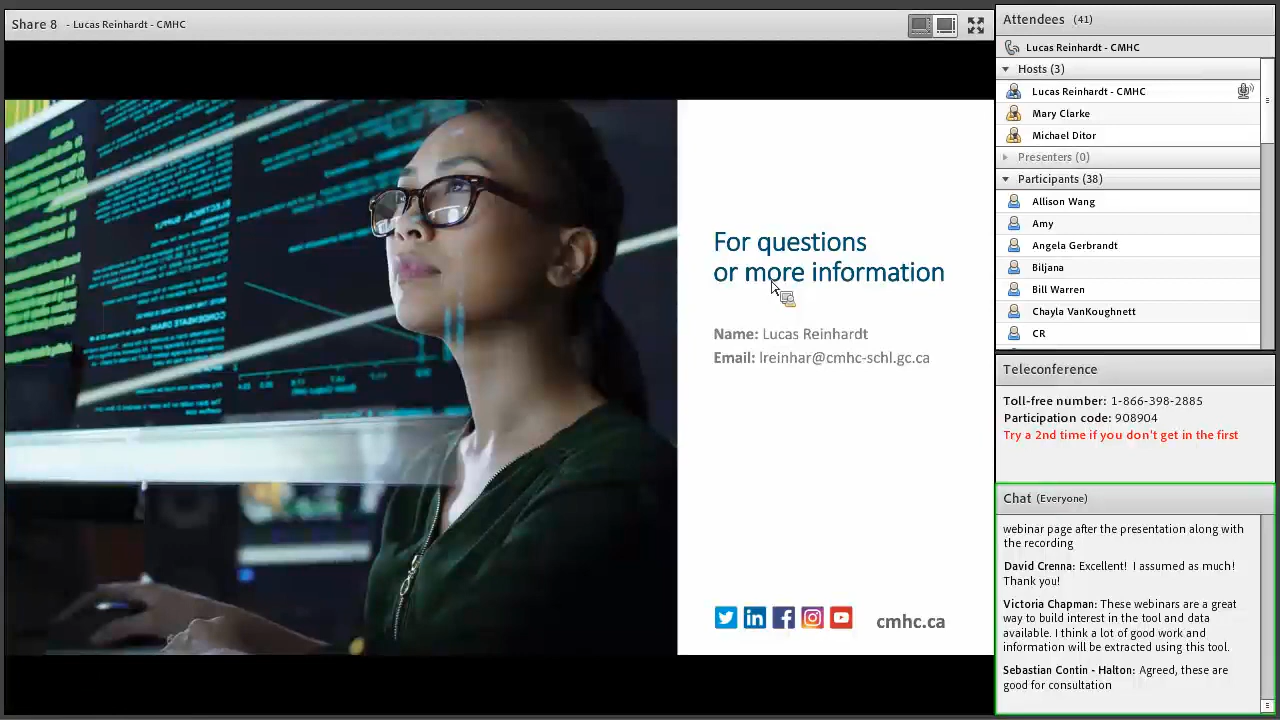 Share 8 - Lucas Reinhardt - CMHC
For questions
or more information
Name: Lucas Reinhardt
Email: lreinhar@cmhc-schl.gc.ca
cmhc.ca
Attendees (41)
Lucas Reinhardt - CMHC
Hosts (3)
Lucas Reinhardt - CMHC
Mary Clarke
Michael Ditor
Presenters (0)
Participants (38)
Allison Wang
Amy
Angela Gerbrandt
Biljana
Bill Warren
Chayla VanKoughnett
CR
Teleconference
Toll-free number: 1-866-398-2885
Participation code: 908904
Try a 2nd time if you don't get in the first
Chat (Everyone)
webinar page after the presentation along with
the recording
David Crenna: Excellent! I assumed as much!
Thank you!
Victoria Chapman: These webinars are a great
way to build interest in the tool and data
available. I think a lot of good work and
information will be extracted using this tool.
Sebastian Contin - Halton: Agreed, these are
good for consultation